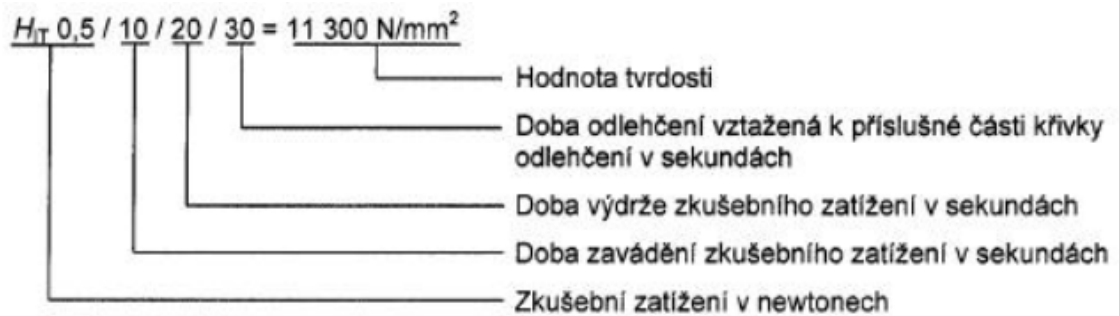 H_IT 0,5 / 10 / 20 / 30 = 11 300 N/mm²
Hodnota tvrdosti
Doba odlehčení vztažená k příslušné části křivky
odlehčení v sekundách
Doba výdrže zkušebního zatížení v sekundách
Doba zavádění zkušebního zatížení v sekundách
Zkušební zatížení v newtonech